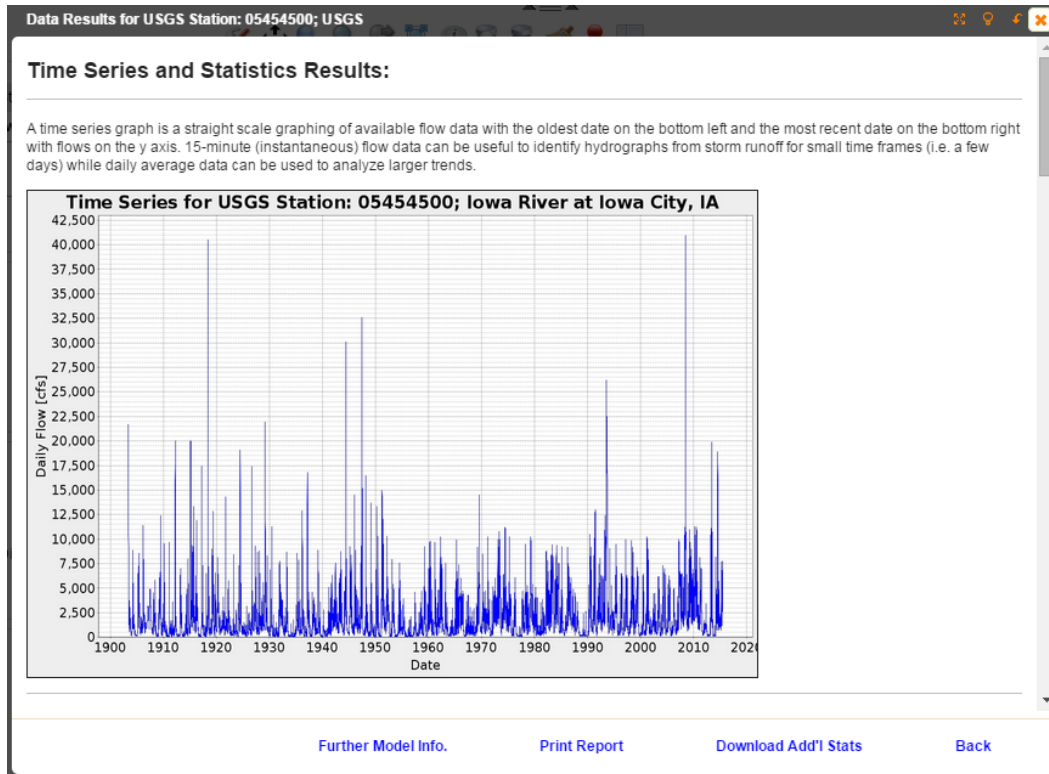 Data Results for USGS Station: 05454500; USGS
Time Series and Statistics Results:
A time series graph is a straight scale graphing of available flow data with the oldest date on the bottom left and the most recent date on the bottom right
with flows on the y axis. 15-minute (instantaneous) flow data can be useful to identify hydrographs from storm runoff for small time frames (i.e. a few
days) while daily average data can be used to analyze larger trends.
Time Series for USGS Station: 05454500; Iowa River at Iowa City, IA
42,500
40,000
37,500
35,000
32,500
30,000
27,500
25,000
22,500
20,000
17,500
15,000
12,500
10,000
7,500
5,000
2,500
0
Daily Flow [cfs]
1900 1910 1920 1930 1940 1950 1960 1970 1980 1990 2000 2010 202
Date
Further Model Info. Print Report Download Add'l Stats Back